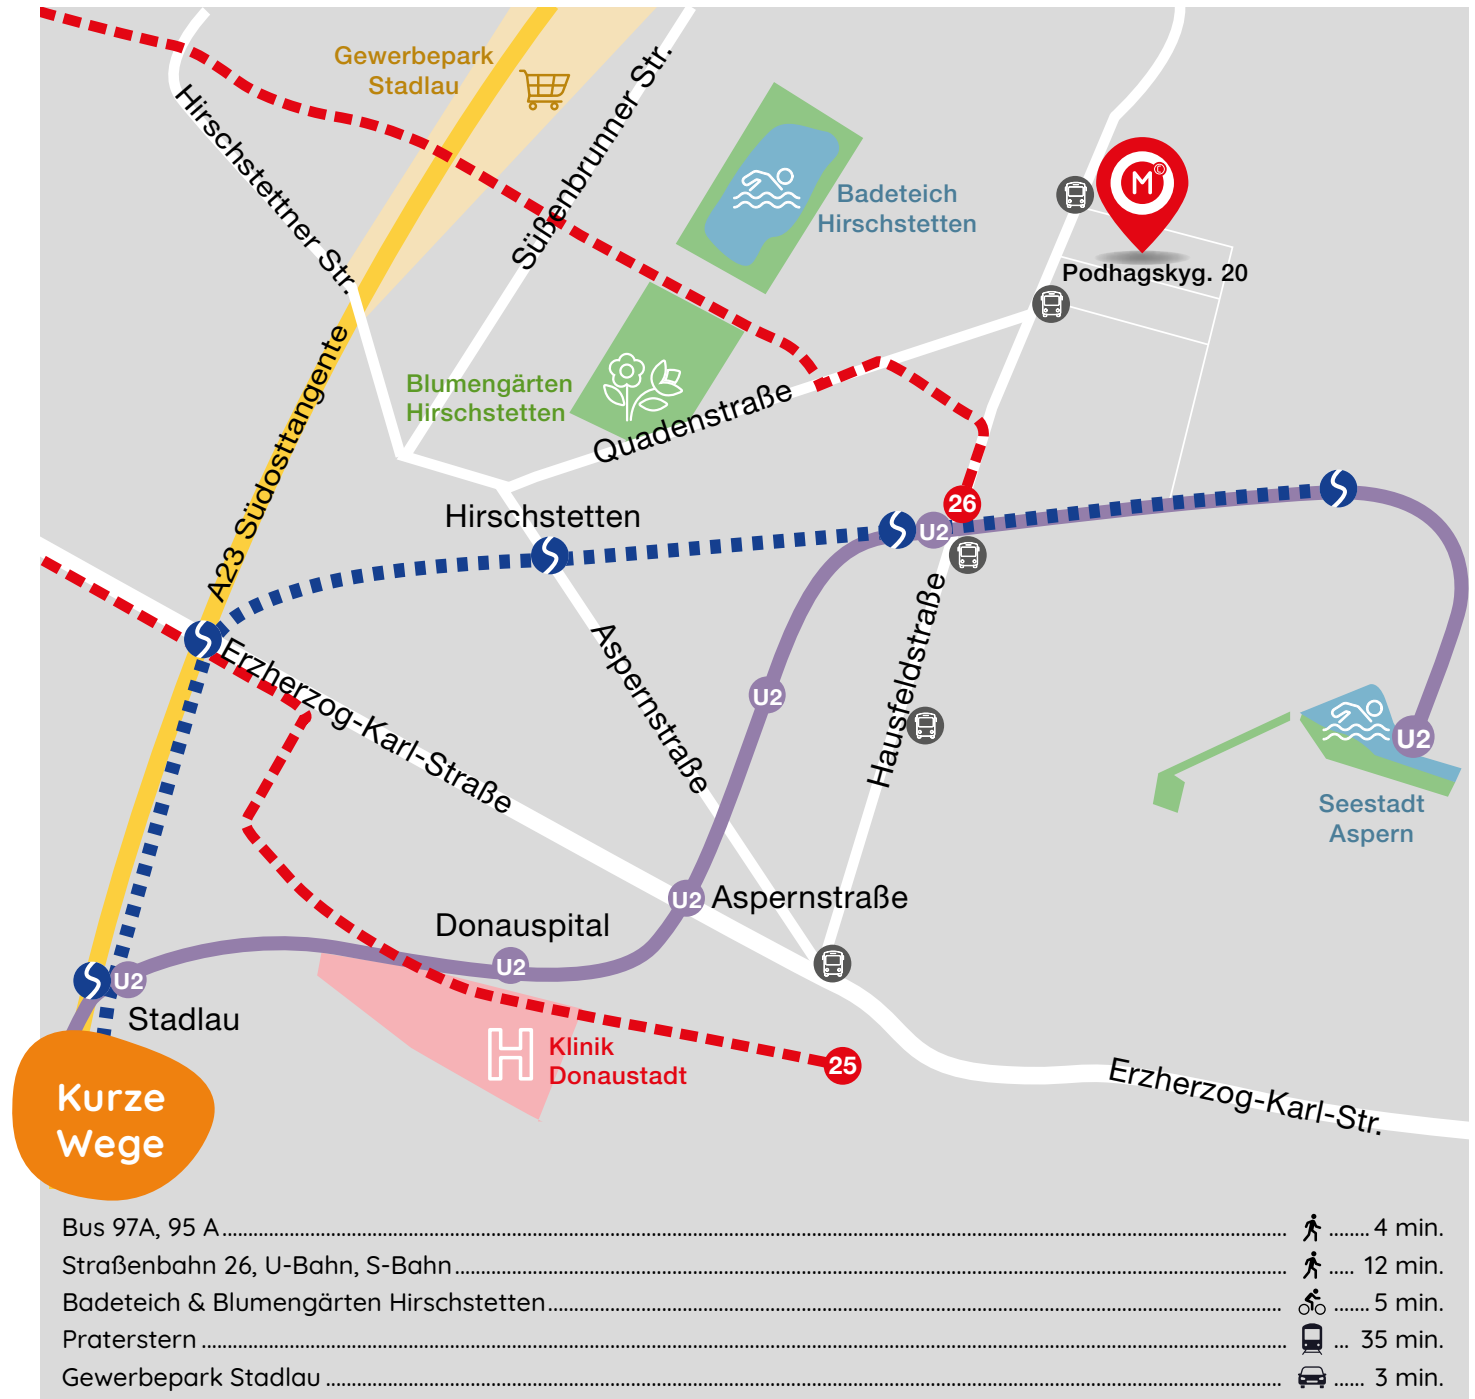 Gewerbepark
Stadlau
Hirschstettner Str.
Süßenbrunner Str.
Badeteich
Hirschstetten
M©
Podhagskyg. 20
A23 Südosttangente
Blumengärten
Hirschstetten
Quadenstraße
26
Hirschstetten
U2
Aspernstraße
Hausfeldstraße
Erzherzog-Karl-Straße
U2
U2
Seestadt
Aspern
U2
Aspernstraße
Donauspital
U2
U2
Stadlau
Klinik
Donaustadt
25
Erzherzog-Karl-Str.
Kurze
Wege
Bus 97A, 95 A 4 min.
Straßenbahn 26, U-Bahn, S-Bahn 12 min.
Badeteich & Blumengärten Hirschstetten 5 min.
Praterstern 35 min.
Gewerbepark Stadlau 3 min.